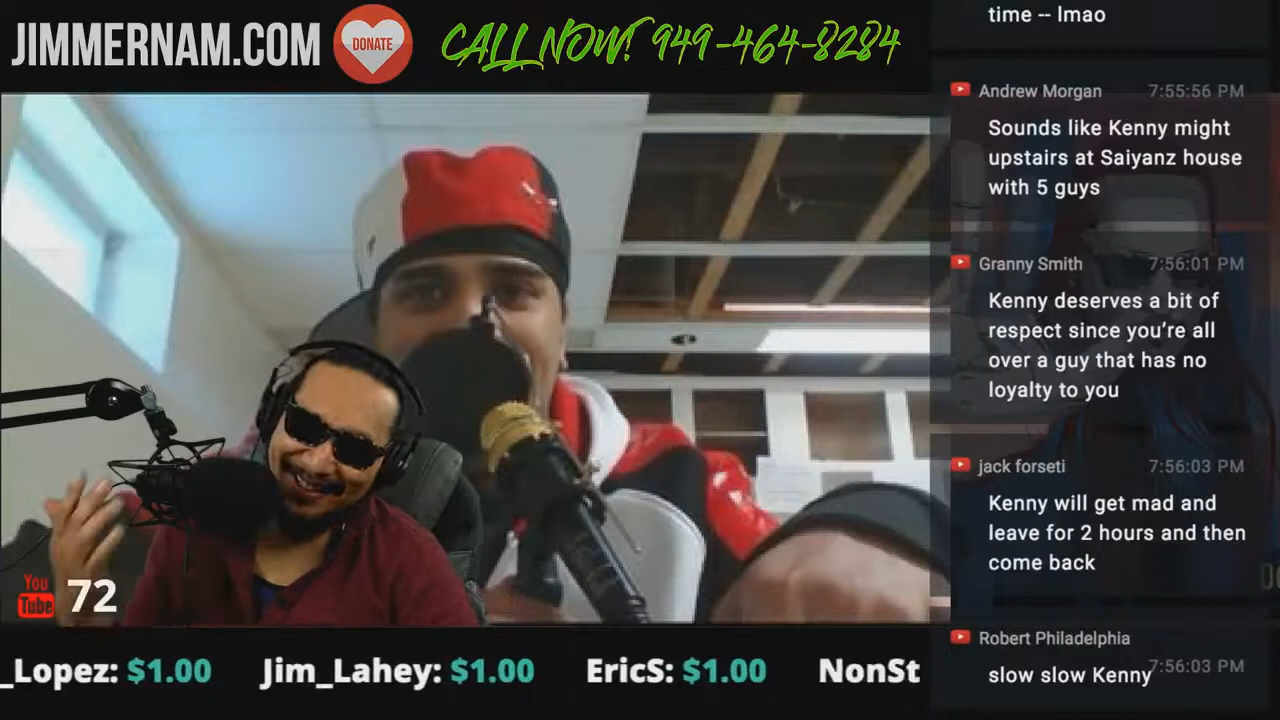 JIMMERNAM.COM
DONATE
CALL NOW! 949-464-8284
time -- lmao
Andrew Morgan 7:55:56 PM
Sounds like Kenny might
upstairs at Saiyanz house
with 5 guys
Granny Smith 7:56:01 PM
Kenny deserves a bit of
respect since you're all
over a guy that has no
loyalty to you
jack forseti 7:56:03 PM
Kenny will get mad and
leave for 2 hours and then
come back
Robert Philadelphia 7:56:03 PM
slow slow Kenny
You
Tube 72
_Lopez: $1.00 Jim_Lahey: $1.00 EricS: $1.00 NonSt